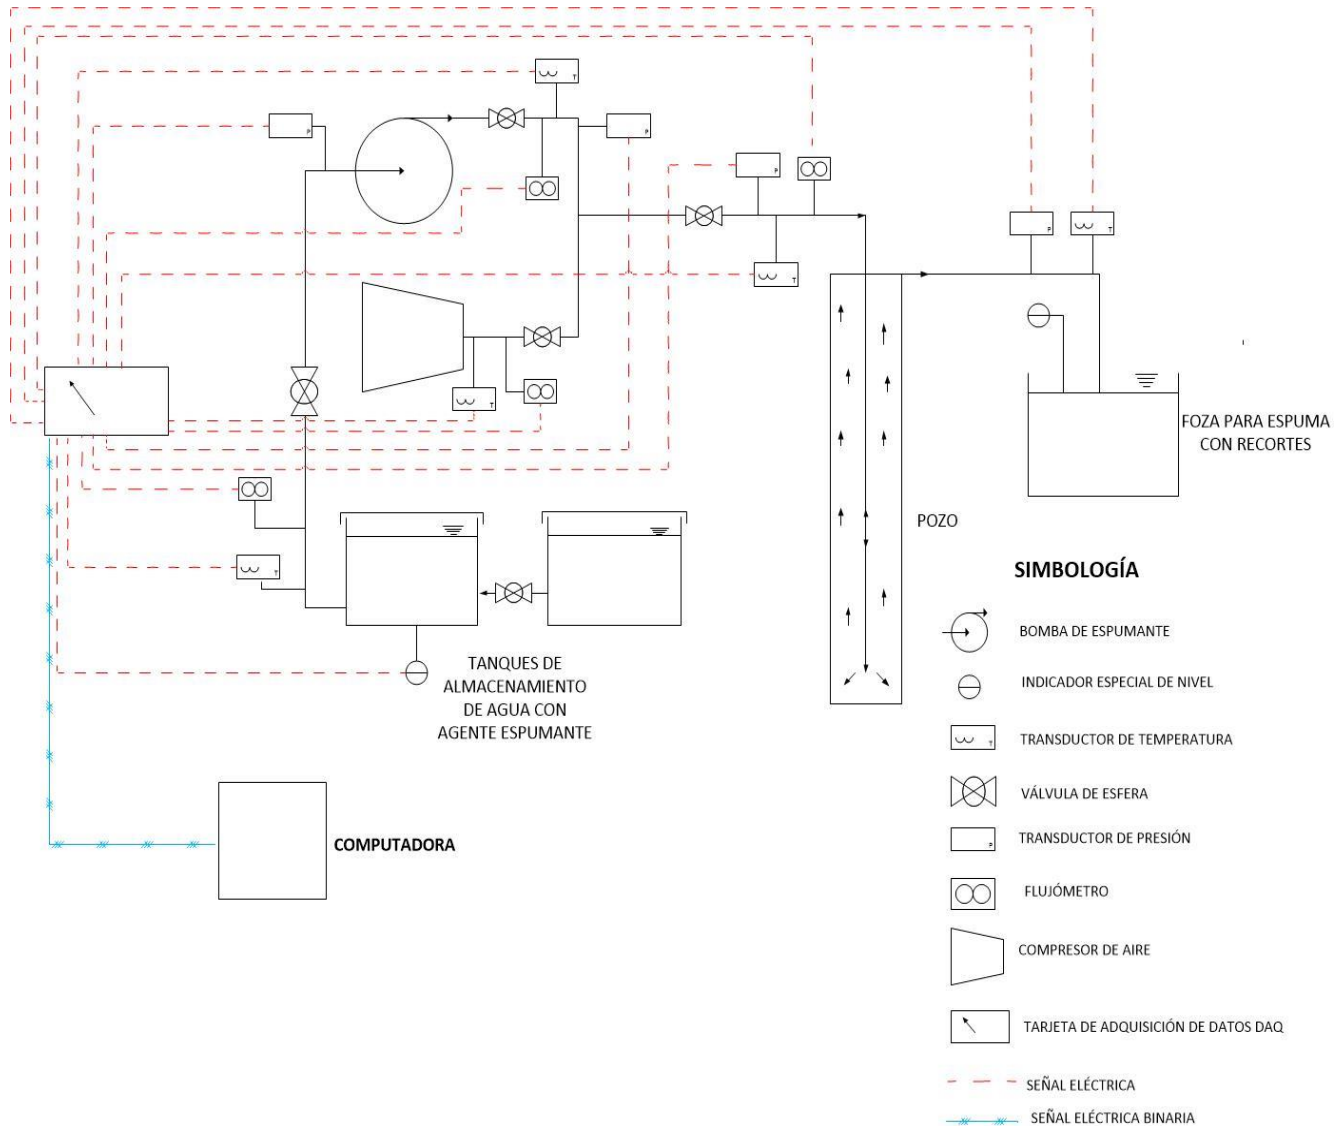 T
P
P
P
T
P
T
T
T
FOZA PARA ESPUMA
CON RECORTES
POZO
TANQUES DE
ALMACENAMIENTO
DE AGUA CON
AGENTE ESPUMANTE
COMPUTADORA
SIMBOLOGÍA
BOMBA DE ESPUMANTE
INDICADOR ESPECIAL DE NIVEL
T
TRANSDUCTOR DE TEMPERATURA
VÁLVULA DE ESFERA
P
TRANSDUCTOR DE PRESIÓN
FLUJÓMETRO
COMPRESOR DE AIRE
TARJETA DE ADQUISICIÓN DE DATOS DAQ
SEÑAL ELÉCTRICA
SEÑAL ELÉCTRICA BINARIA